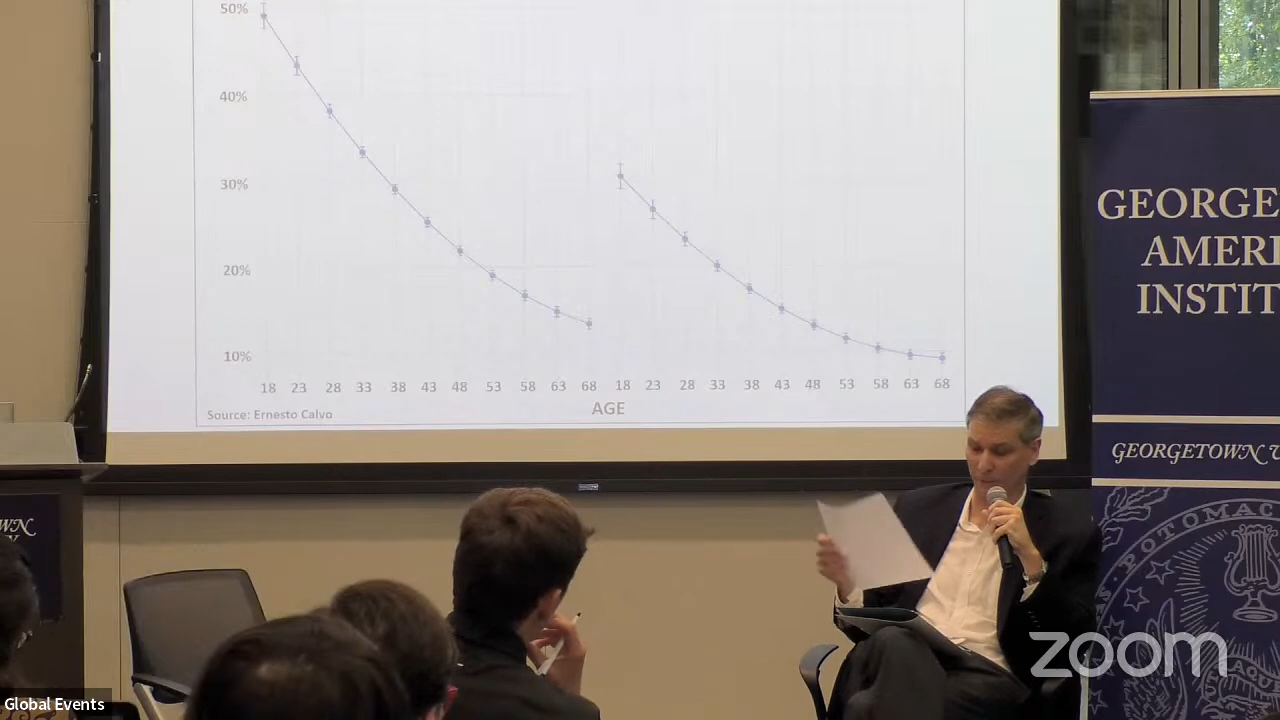 50%
40%
30%
20%
10%
18 23 28 33 38 43 48 53 58 63 68 18 23 28 33 38 43 48 53 58 63 68
AGE
Source: Ernesto Calvo
GEORGE
AMERI
INSTIT
GEORGETOWN U
WN
POTOMAC
zoom
Global Events